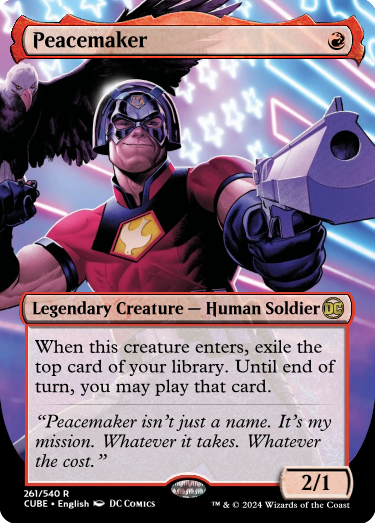 Peacemaker
Legendary Creature — Human Soldier DC
When this creature enters, exile the
top card of your library. Until end of
turn, you may play that card.
“Peacemaker isn’t just a name. It’s my
mission. Whatever it takes. Whatever
the cost.”
2/1
261/540 R
CUBE • English DC Comics
™ & © 2024 Wizards of the Coast